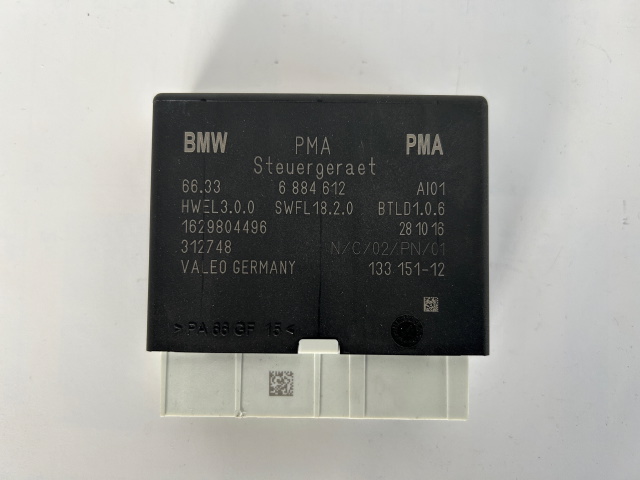 BMW PMA PMA
Steuergeraet
66.33 6 884 612 AI01
HWEL3.0.0 SWFL18.2.0 BTLD1.0.6
1629804496 28 10 16
312748 N/C/02/PN/01
VALEO GERMANY 133 151-12
>PA 66 GF 15<